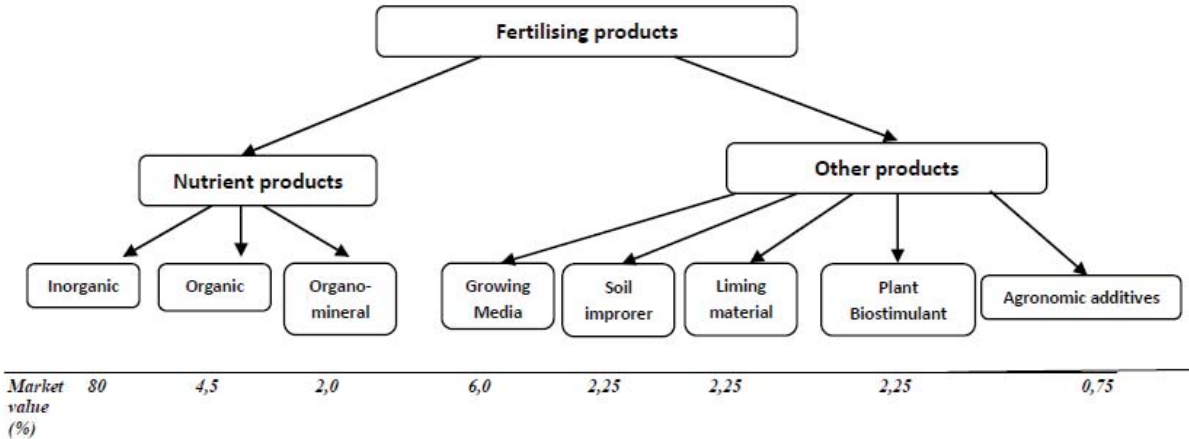 Fertilising products
Nutrient products
Other products
Inorganic
Organic
Organo-
mineral
Growing
Media
Soil
improrer
Liming
material
Plant
Biostimulant
Agronomic additives
Market
value
(%)
80 4,5 2,0 6,0 2,25 2,25 2,25 0,75